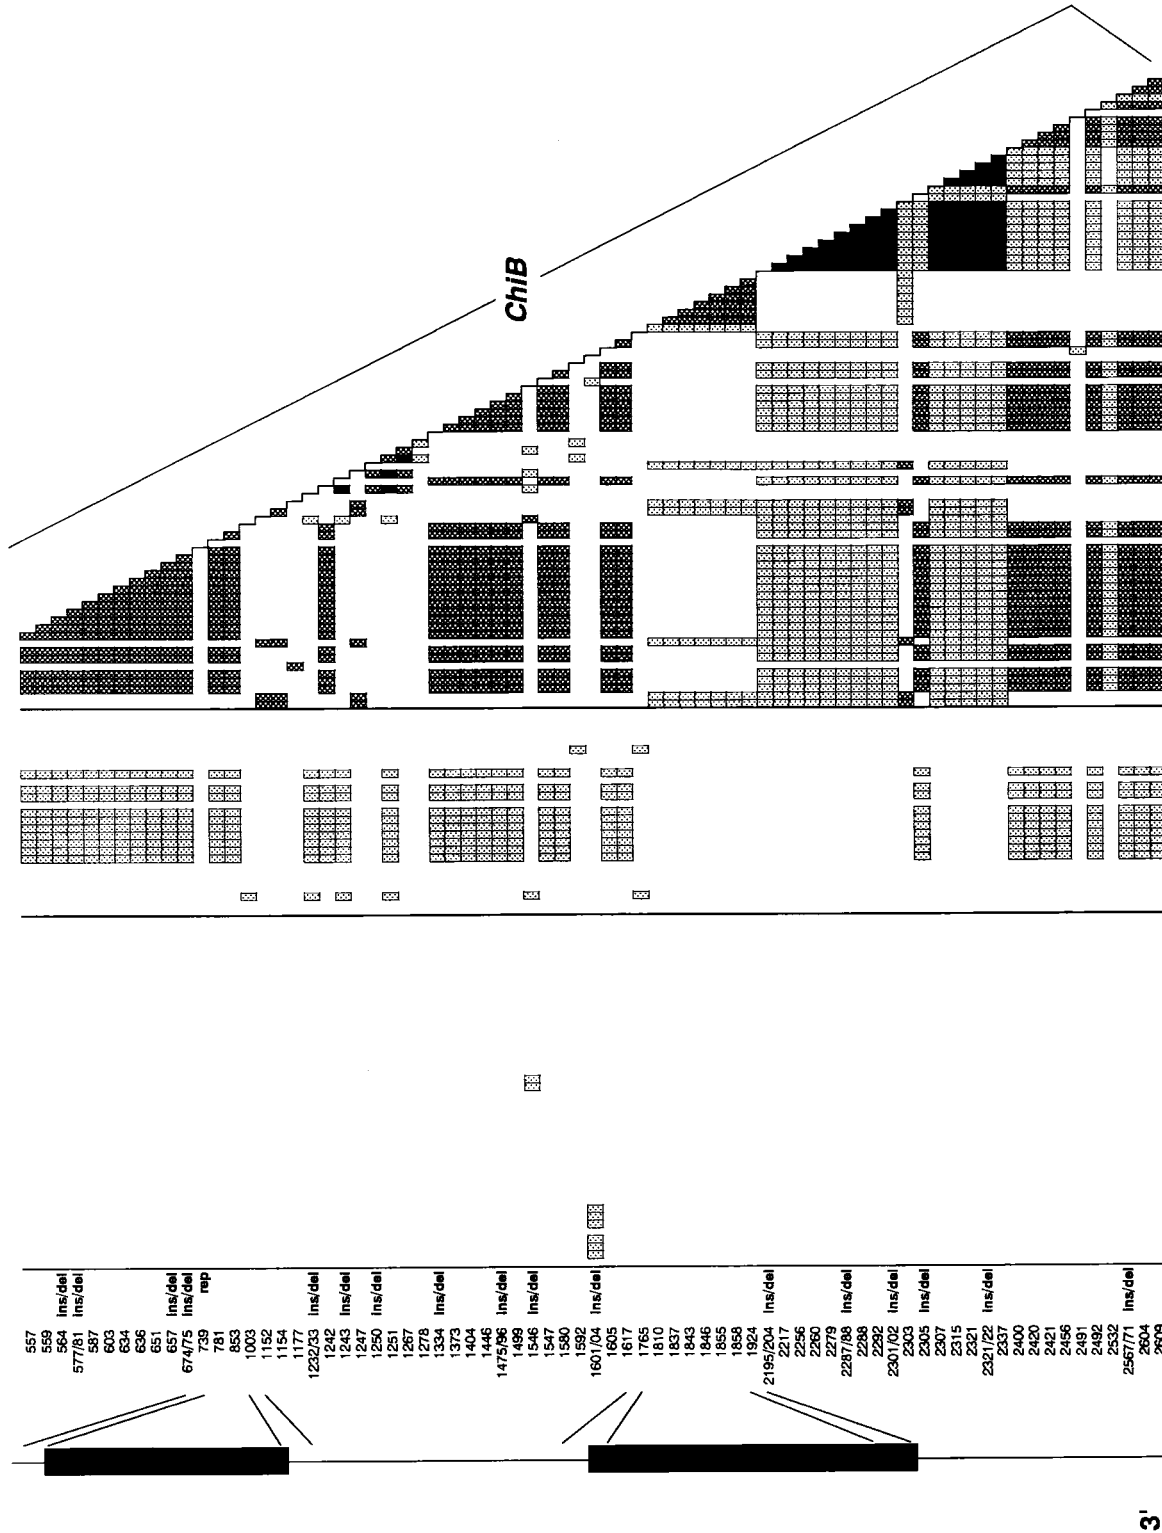 ChiB
557
559
564 ins/del
577/81 ins/del
587
603
634
636
651
657 ins/del
674/75 ins/del
739 rep
781
853
1003
1152
1154
1177
1232/33 ins/del
1242
1243 ins/del
1247
1250 ins/del
1251
1267
1278
1334 ins/del
1373
1404
1446
1475/96 ins/del
1499
1546 ins/del
1547
1580
1592
1601/04 ins/del
1605
1617
1765
1810
1837
1843
1846
1855
1858
1924
2195/204 ins/del
2217
2256
2260
2279
2287/88 ins/del
2288
2292
2301/02 ins/del
2303
2305 ins/del
2307
2315
2321
2321/22 ins/del
2337
2400
2420
2421
2456
2491
2492
2532
2567/71 ins/del
2604
2609
3'